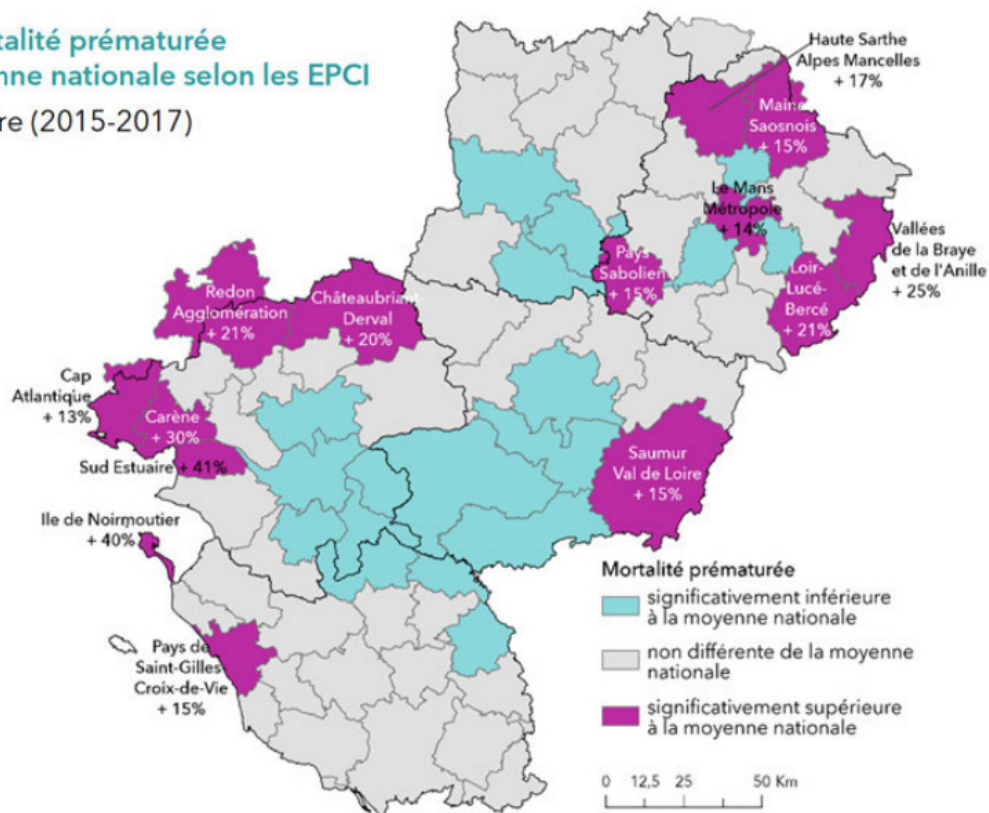 talité prématurée
nne nationale selon les EPCI
re (2015-2017)
Haute Sarthe
Alpes Mancelles
+ 17%
Maine
Saosnois
+ 15%
Le Mans
Métropole
+ 14%
Vallées
de la Braye
et de l'Anille
+ 25%
Pays
Sabolien
+ 15%
Loir-
Lucé-
Bercé
+ 21%
Redon
Agglomération
+ 21%
Châteaubriant-
Derval
+ 20%
Cap
Atlantique
+ 13%
Carène
+ 30%
Sud Estuaire + 41%
Saumur
Val de Loire
+ 15%
Ile de Noirmoutier
+ 40%
Pays de
Saint-Gilles-
Croix-de-Vie
+ 15%
Mortalité prématurée
significativement inférieure
à la moyenne nationale
non différente de la moyenne
nationale
significativement supérieure
à la moyenne nationale
0 12,5 25 50 Km